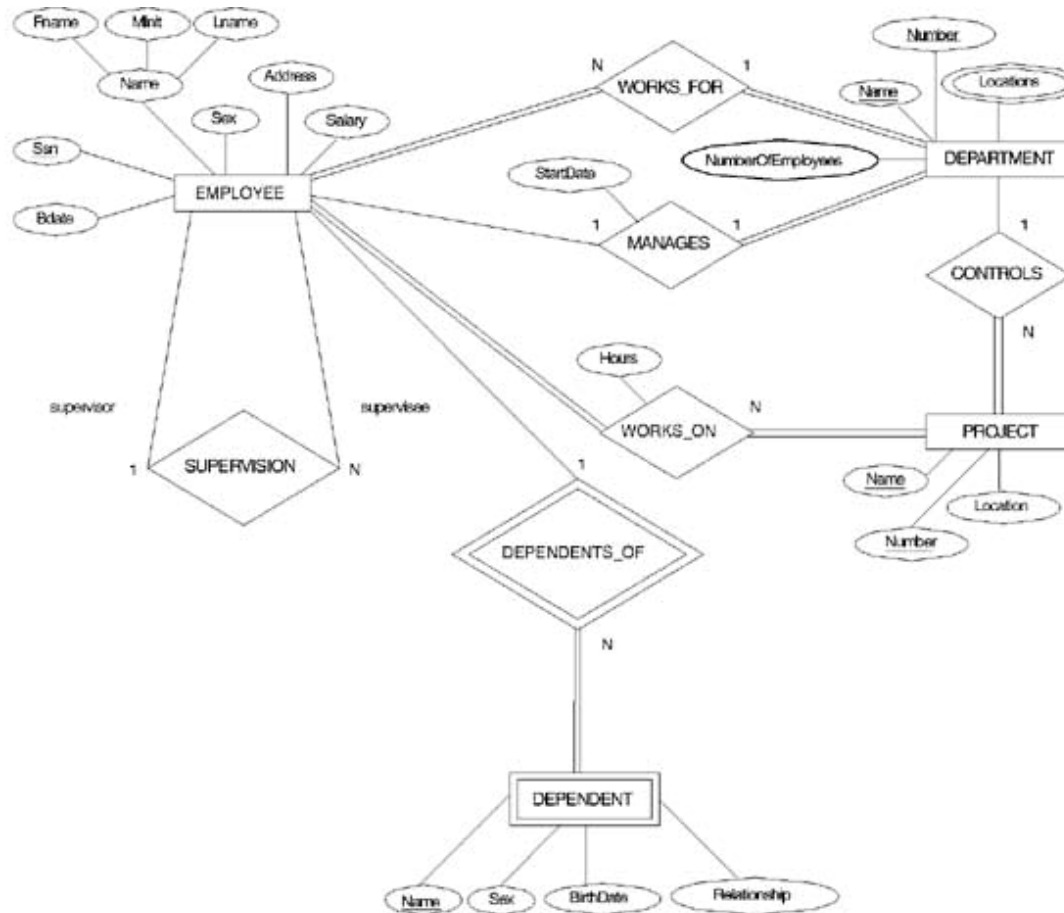 Fname
Minit
Lname
Name
Address
Sex
Salary
Ssn
Bdate
EMPLOYEE
N
WORKS_FOR
1
Number
Name
Locations
NumberOfEmployees
DEPARTMENT
StartDate
1
MANAGES
1
1
CONTROLS
N
supervisor
supervisee
1
SUPERVISION
N
Hours
WORKS_ON
N
PROJECT
Name
Number
Location
1
DEPENDENTS_OF
N
DEPENDENT
Name
Sex
BirthDate
Relationship